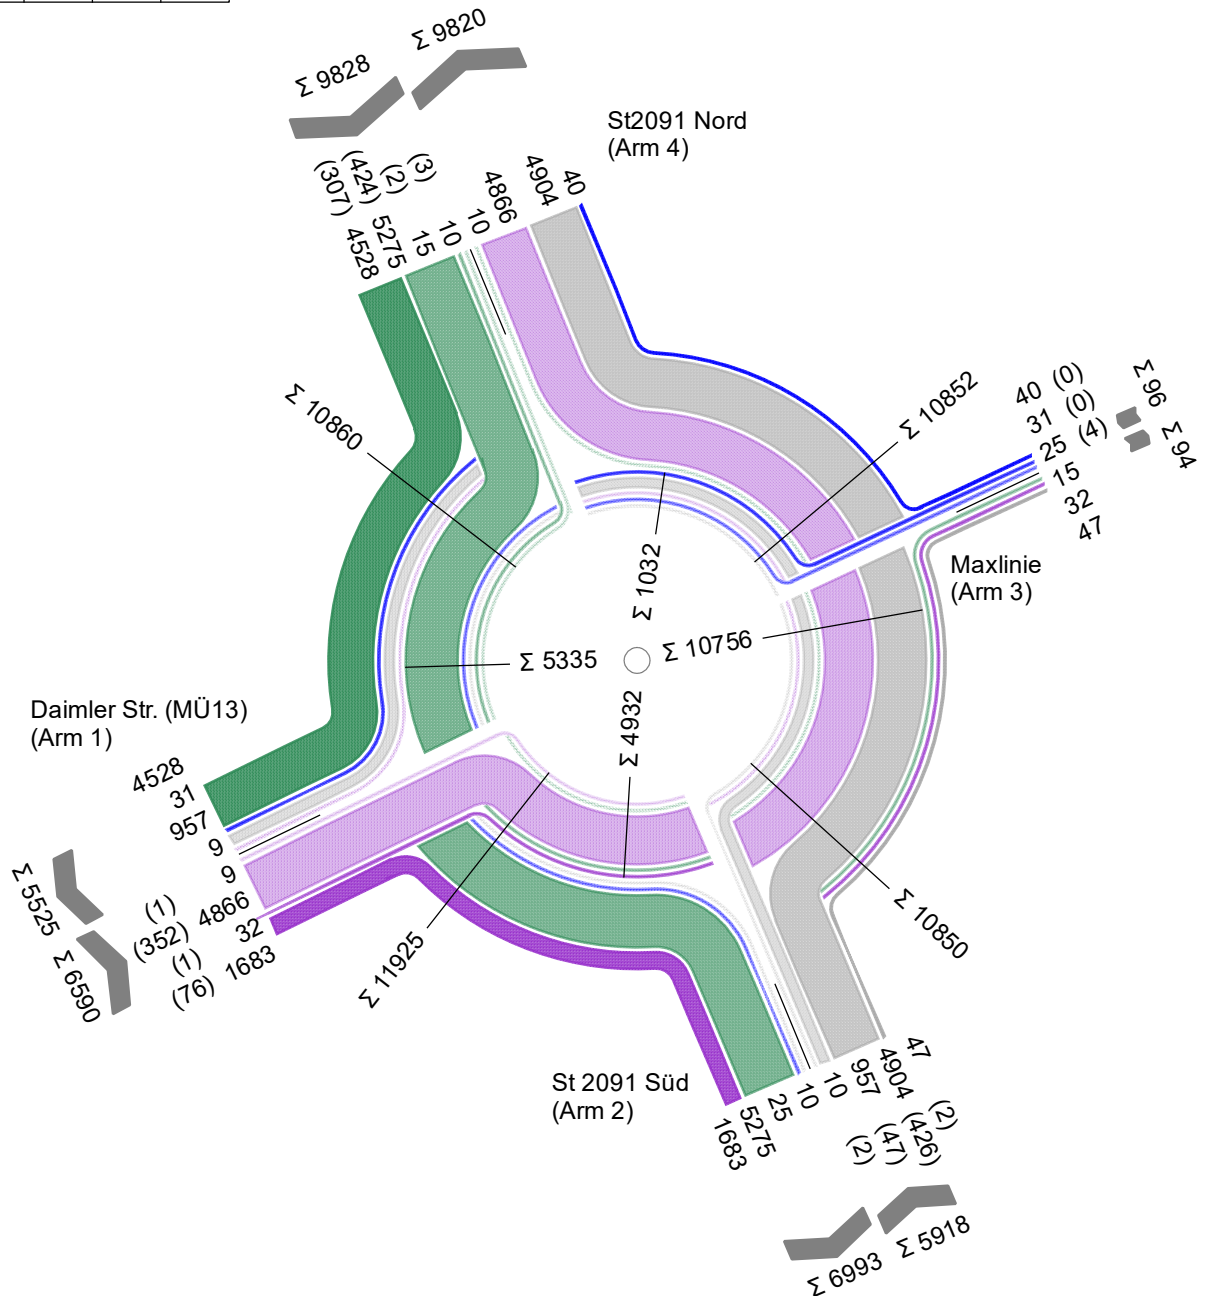 Σ 9820
Σ 9828
St2091 Nord
(Arm 4)
(307)
(424)
(2)
(3)
4528
5275
15
10
10
4866
4904
40
Σ 10860
Σ 10852
40 (0)
31 (0)
25 (4)
15
32
47
Σ 96
Σ 94
Maxlinie
(Arm 3)
Σ 1032
Σ 10756
Σ 5335
Σ 4932
Daimler Str. (MÜ13)
(Arm 1)
4528
31
957
9
9
(1)
(352) 4866
(1) 32
(76) 1683
Σ 5525
Σ 6590
Σ 11925
Σ 10850
St 2091 Süd
(Arm 2)
1683
5275
25
10
10
957
4904
47
(2)
(47)
(426)
(2)
Σ 6993
Σ 5918